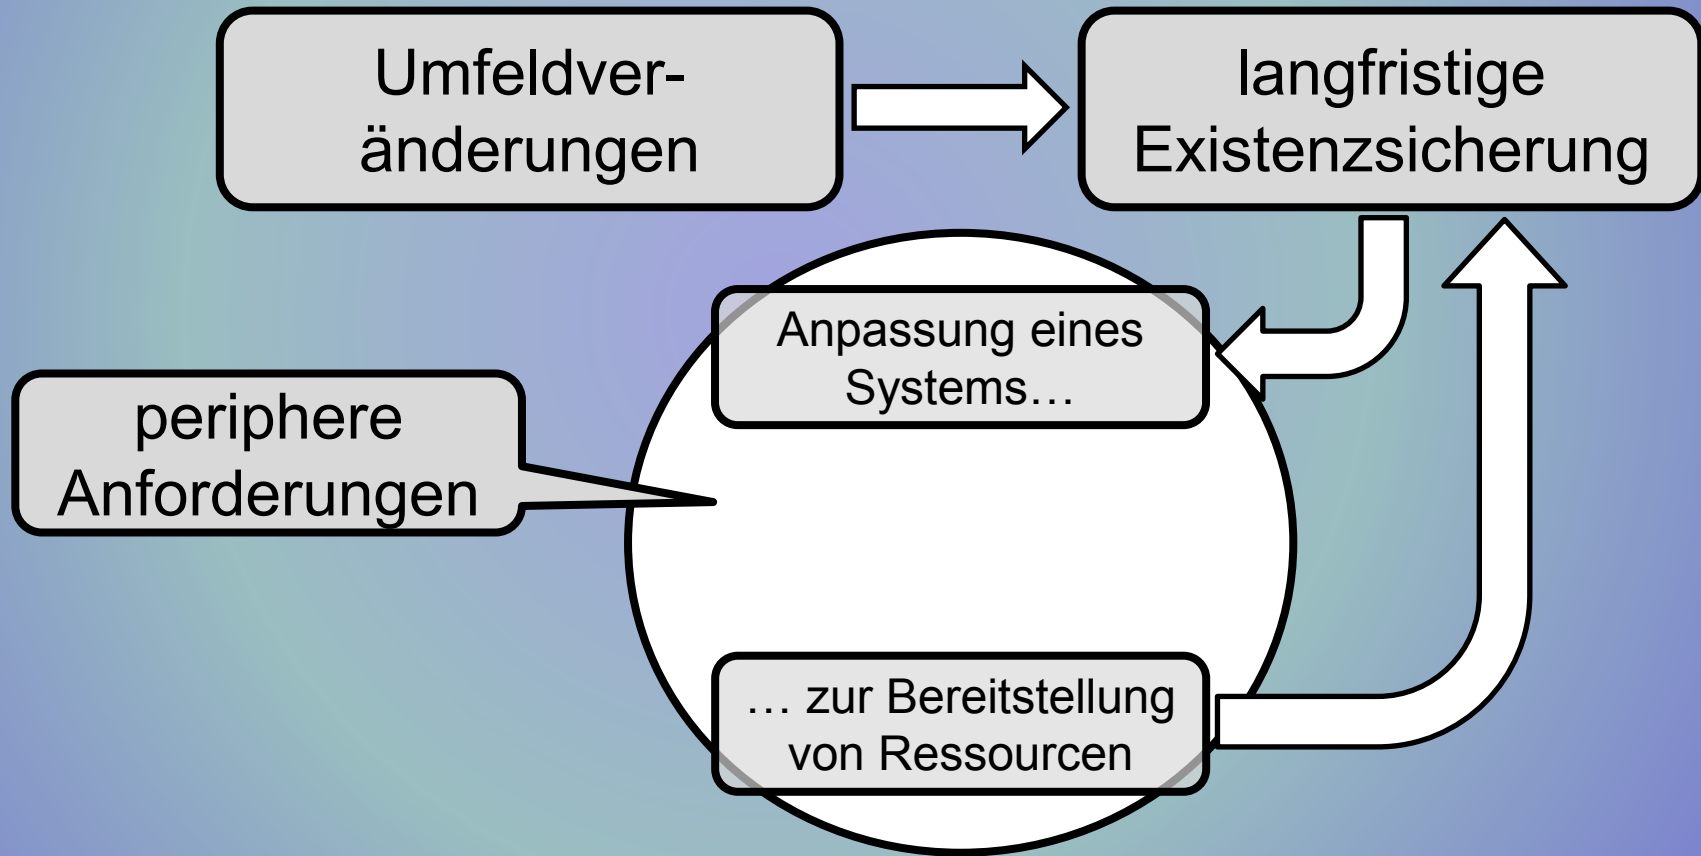 Umfeldver-
änderungen
langfristige
Existenzsicherung
Anpassung eines
Systems…
periphere
Anforderungen
… zur Bereitstellung
von Ressourcen